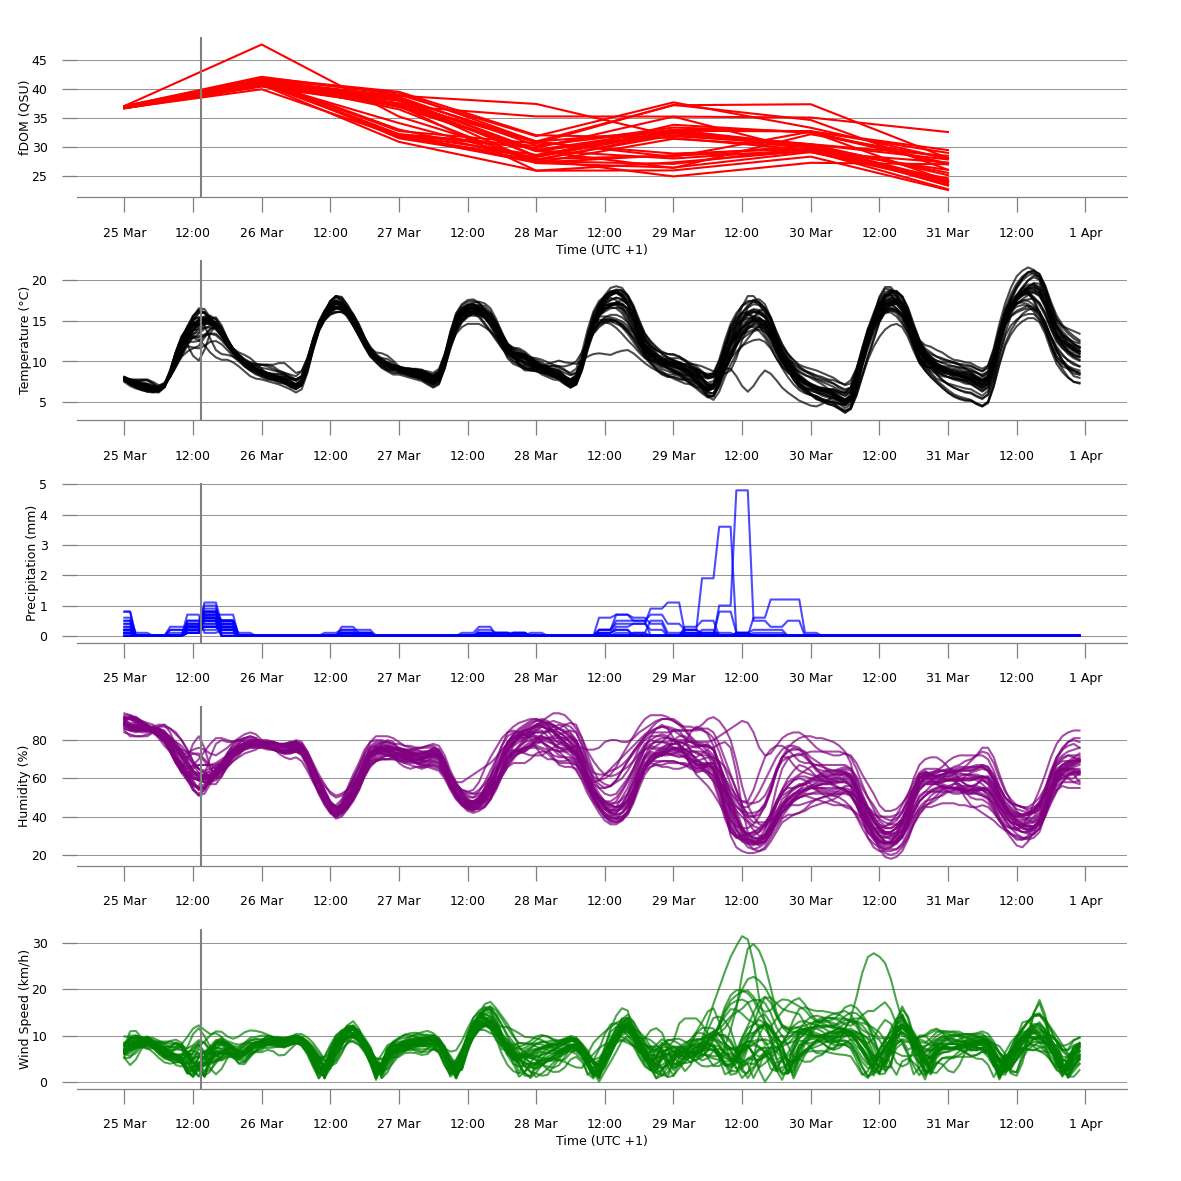 fDOM (QSU)
45
40
35
30
25
25 Mar 12:00 26 Mar 12:00 27 Mar 12:00 28 Mar 12:00 29 Mar 12:00 30 Mar 12:00 31 Mar 12:00 1 Apr
Time (UTC +1)
Temperature (°C)
20
15
10
5
25 Mar 12:00 26 Mar 12:00 27 Mar 12:00 28 Mar 12:00 29 Mar 12:00 30 Mar 12:00 31 Mar 12:00 1 Apr
Precipitation (mm)
5
4
3
2
1
0
25 Mar 12:00 26 Mar 12:00 27 Mar 12:00 28 Mar 12:00 29 Mar 12:00 30 Mar 12:00 31 Mar 12:00 1 Apr
Humidity (%)
80
60
40
20
25 Mar 12:00 26 Mar 12:00 27 Mar 12:00 28 Mar 12:00 29 Mar 12:00 30 Mar 12:00 31 Mar 12:00 1 Apr
Wind Speed (km/h)
30
20
10
0
25 Mar 12:00 26 Mar 12:00 27 Mar 12:00 28 Mar 12:00 29 Mar 12:00 30 Mar 12:00 31 Mar 12:00 1 Apr
Time (UTC +1)